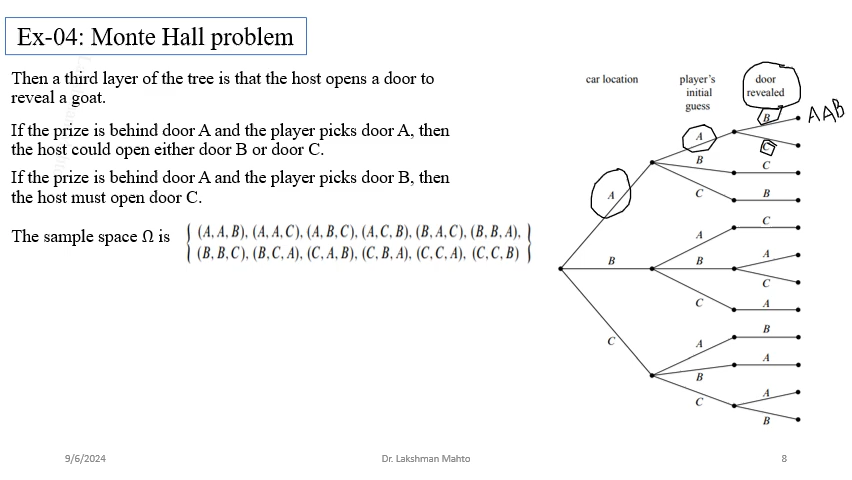 Ex-04: Monte Hall problem
Then a third layer of the tree is that the host opens a door to
reveal a goat.
If the prize is behind door A and the player picks door A, then
the host could open either door B or door C.
If the prize is behind door A and the player picks door B, then
the host must open door C.
The sample space Ω is { (A, A, B), (A, A, C), (A, B, C), (A, C, B), (B, A, C), (B, B, A),
(B, B, C), (B, C, A), (C, A, B), (C, B, A), (C, C, A), (C, C, B) }
car location
player's
initial
guess
door
revealed
A
B
C
A
B
C
A
B
C
A
B
C
B
C
C
B
C
A
C
A
B
A
A
B
AAB
9/6/2024
Dr. Lakshman Mahto
8